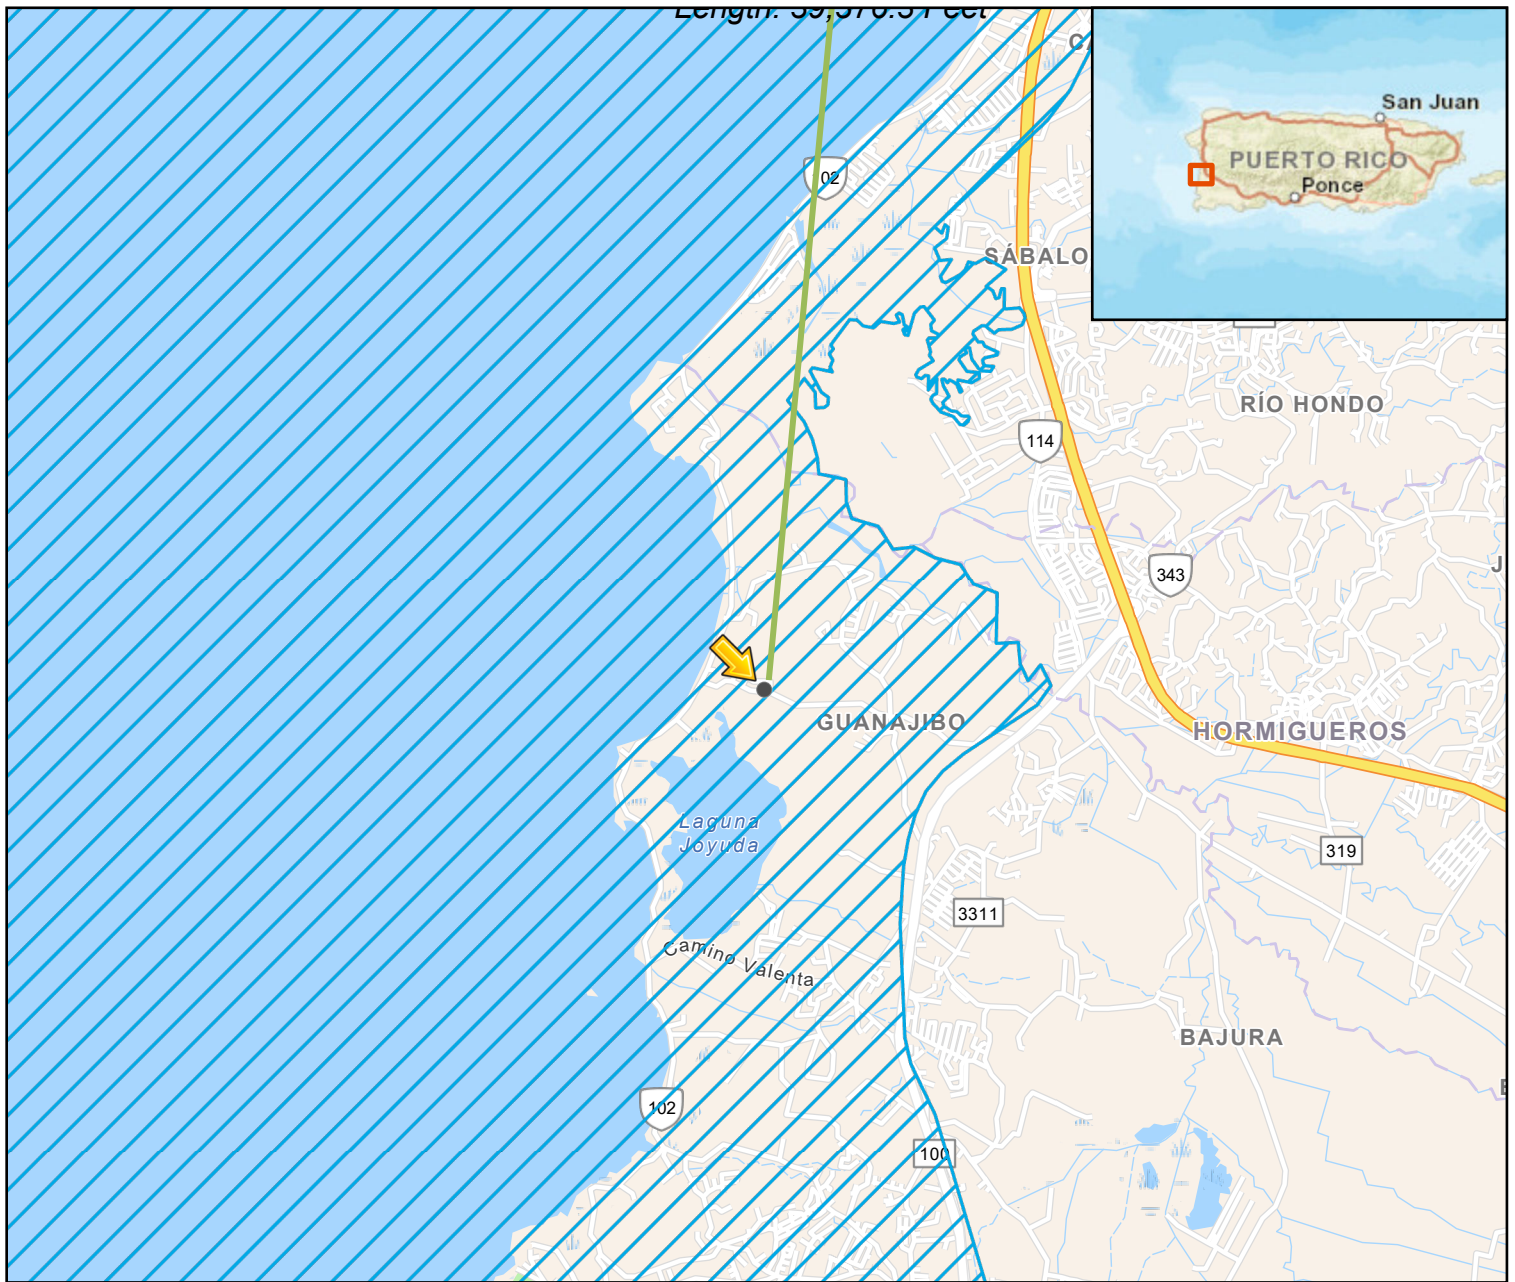 San Juan
PUERTO RICO
Ponce
SÁBALO
RÍO HONDO
114
343
GUANAJIBO
HORMIGUEROS
Laguna
Joyuda
319
3311
Camino Valenta
BAJURA
102
100